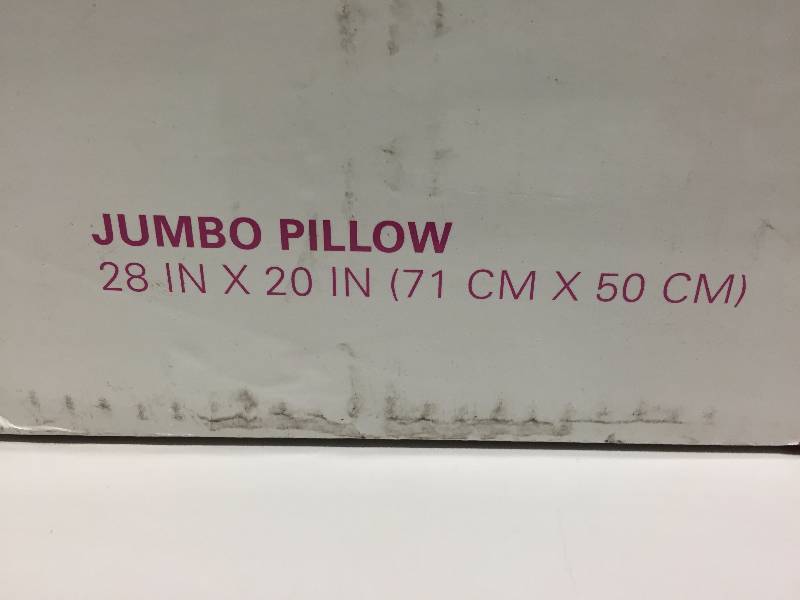 JUMBO PILLOW
28 IN X 20 IN (71 CM X 50 CM)